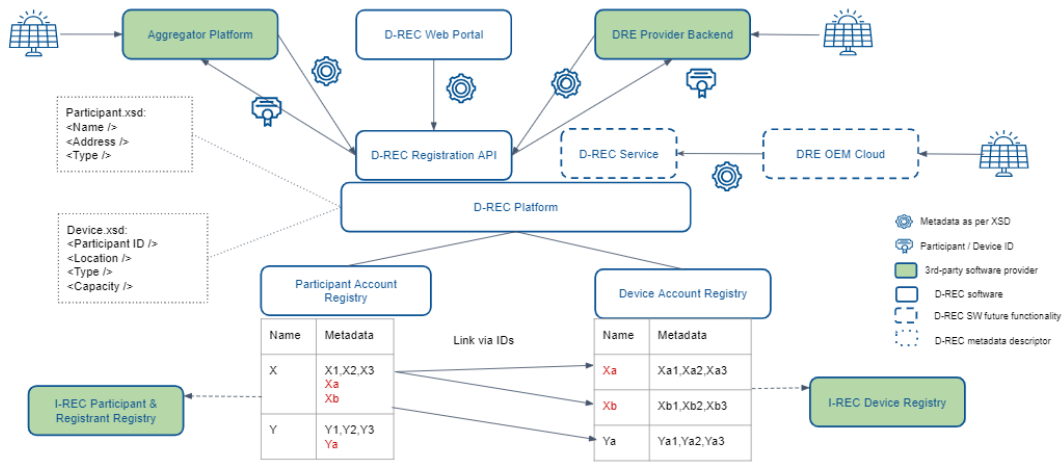 Aggregator Platform
D-REC Web Portal
DRE Provider Backend
Participant.xsd:
<Name />
<Address />
<Type />
D-REC Registration API
D-REC Service
DRE OEM Cloud
D-REC Platform
Device.xsd:
<Participant ID />
<Location />
<Type />
<Capacity />
Metadata as per XSD
Participant / Device ID
3rd-party software provider
D-REC software
D-REC SW future functionality
D-REC metadata descriptor
Participant Account
Registry
Device Account Registry
Name
Metadata
X
X1,X2,X3
Xa
Xb
Y
Y1,Y2,Y3
Ya
Link via IDs
Name
Metadata
Xa
Xa1,Xa2,Xa3
Xb
Xb1,Xb2,Xb3
Ya
Ya1,Ya2,Ya3
I-REC Participant &
Registrant Registry
I-REC Device Registry